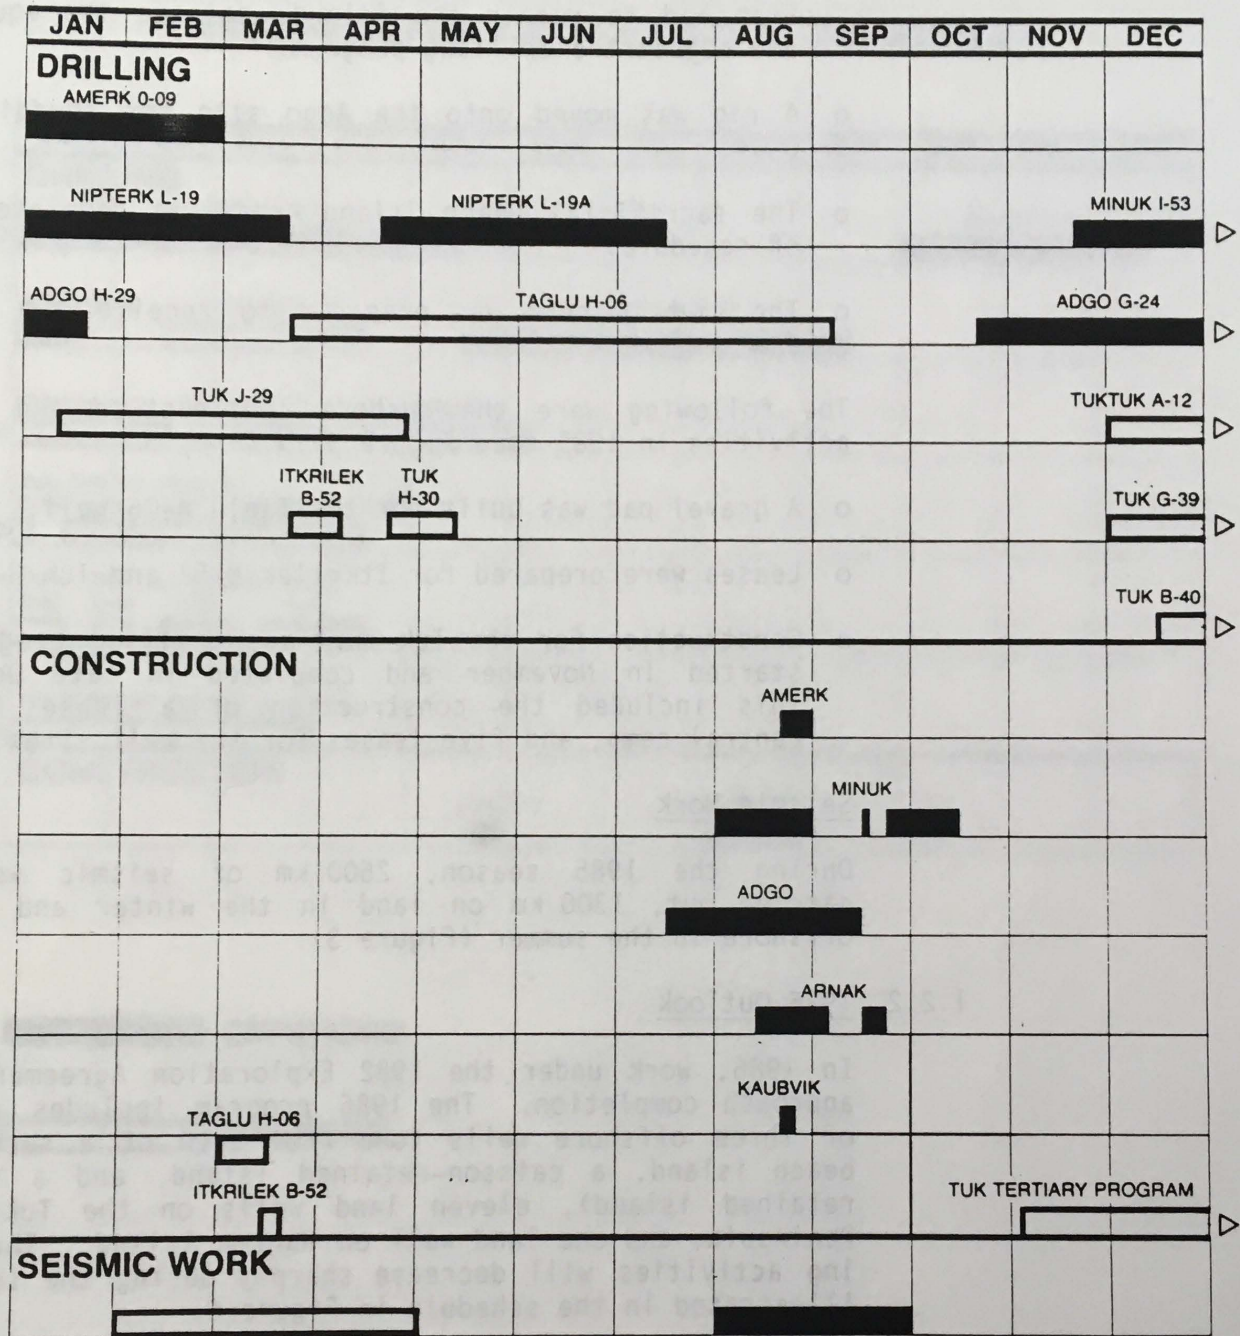 JAN FEB MAR APR MAY JUN JUL AUG SEP OCT NOV DEC
DRILLING
AMERK 0-09
NIPTERK L-19 NIPTERK L-19A MINUK I-53
ADGO H-29 TAGLU H-06 ADGO G-24
TUK J-29 TUKTUK A-12
ITKRILEK
B-52
TUK
H-30
TUK G-39
TUK B-40
CONSTRUCTION
AMERK
MINUK
ADGO
ARNAK
KAUBVIK
TAGLU H-06
ITKRILEK B-52 TUK TERTIARY PROGRAM
SEISMIC WORK